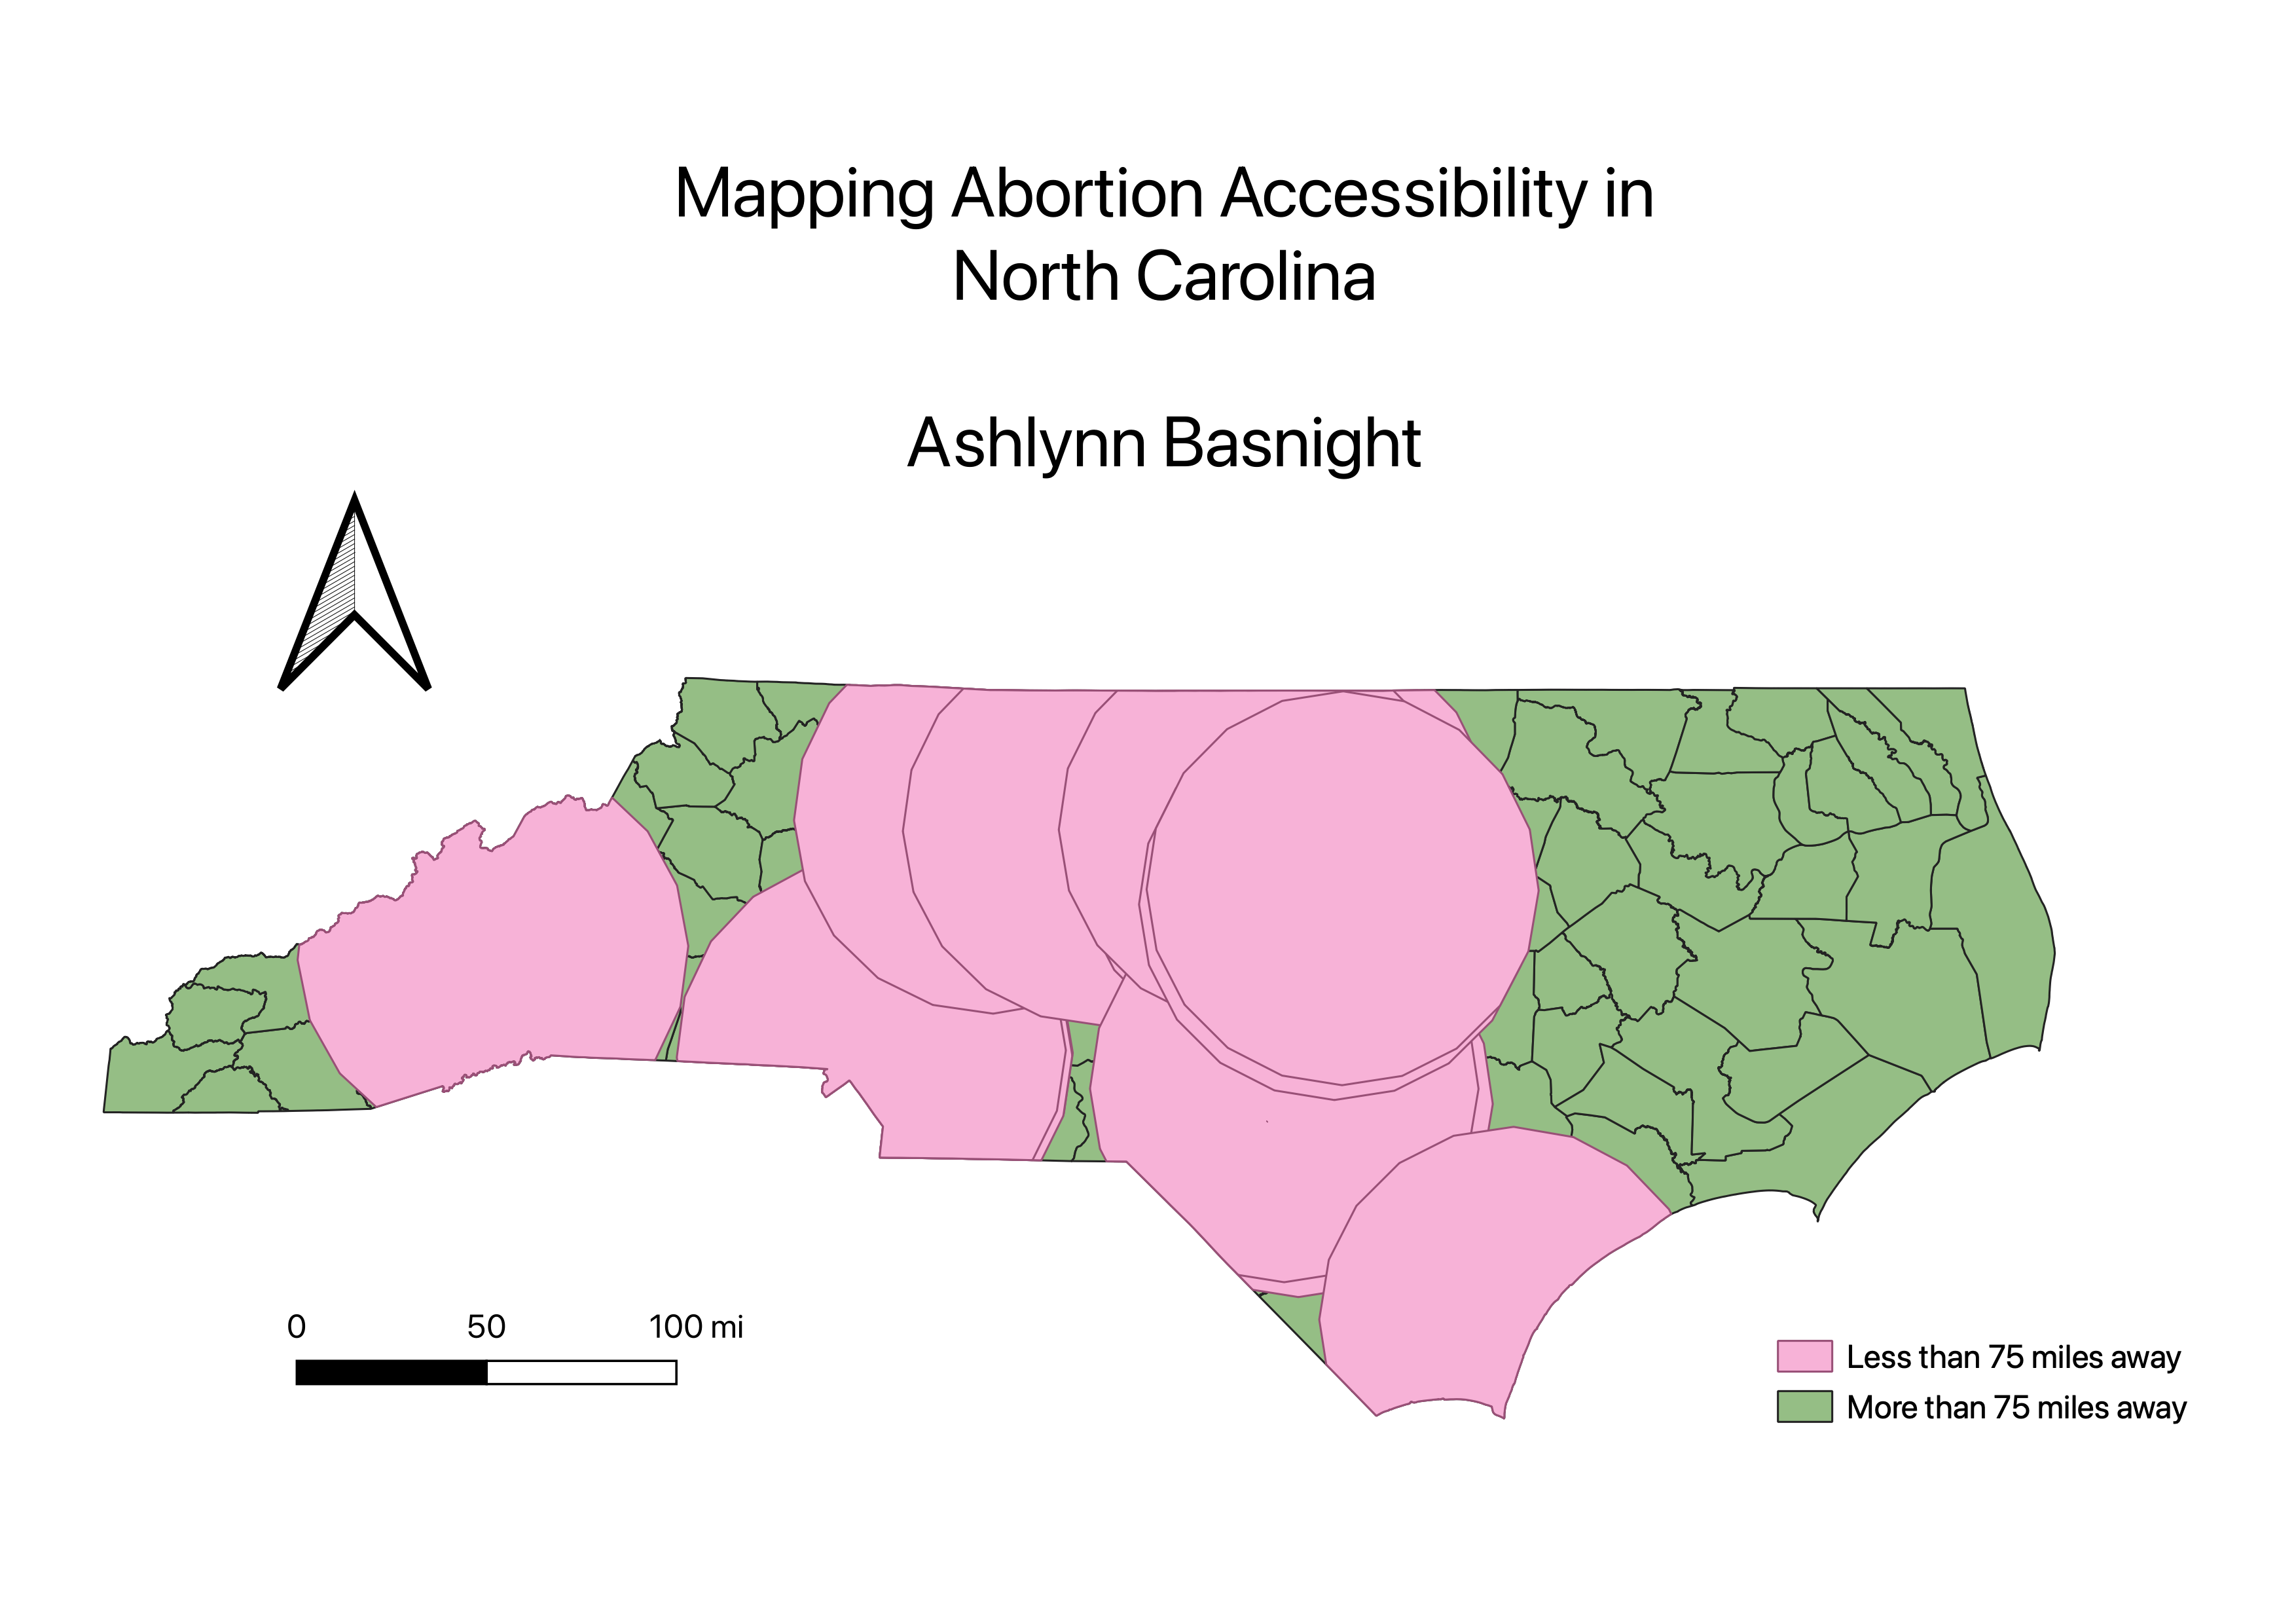 Mapping Abortion Accessibility in
North Carolina
Ashlynn Basnight
0 50 100 mi
Less than 75 miles away
More than 75 miles away